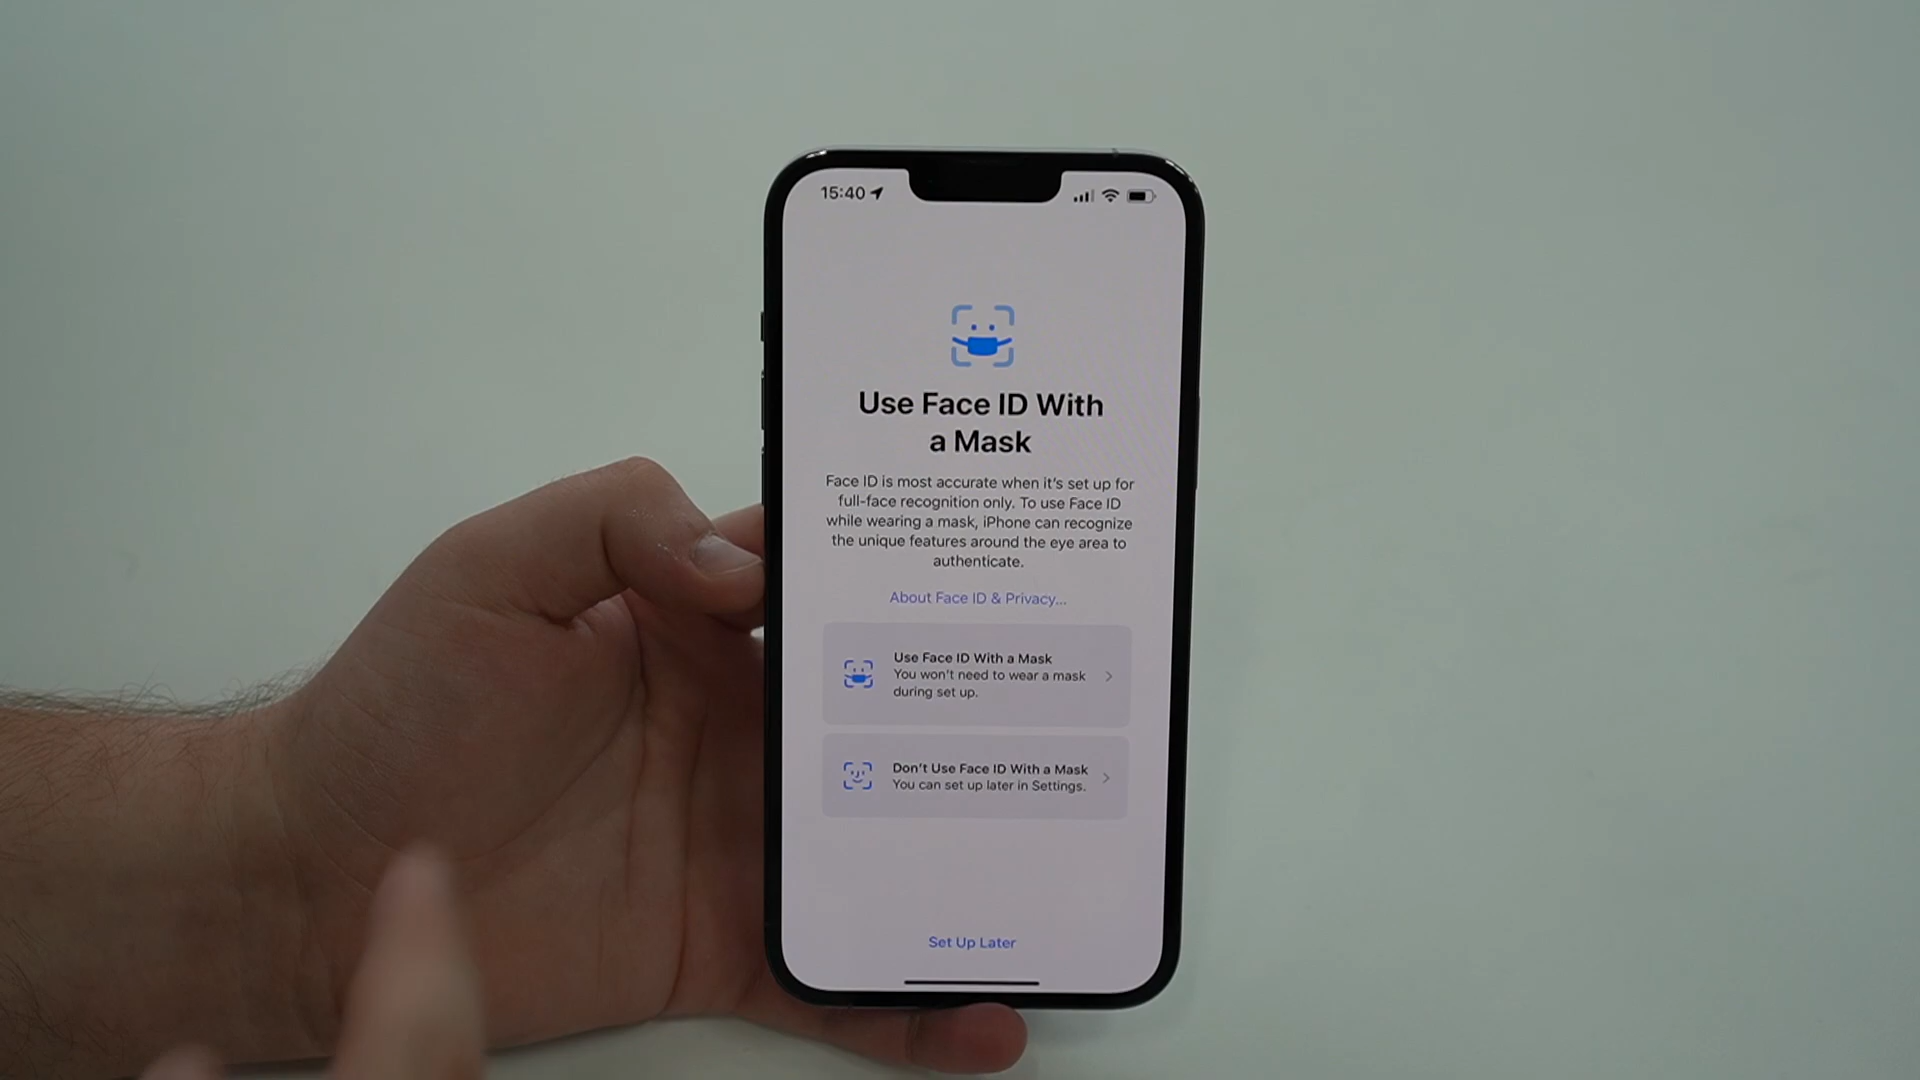 15:40
Use Face ID With
a Mask
Face ID is most accurate when it's set up for
full-face recognition only. To use Face ID
while wearing a mask, iPhone can recognize
the unique features around the eye area to
authenticate.
About Face ID & Privacy...
Use Face ID With a Mask
You won't need to wear a mask
during set up.
Don't Use Face ID With a Mask
You can set up later in Settings.
Set Up Later